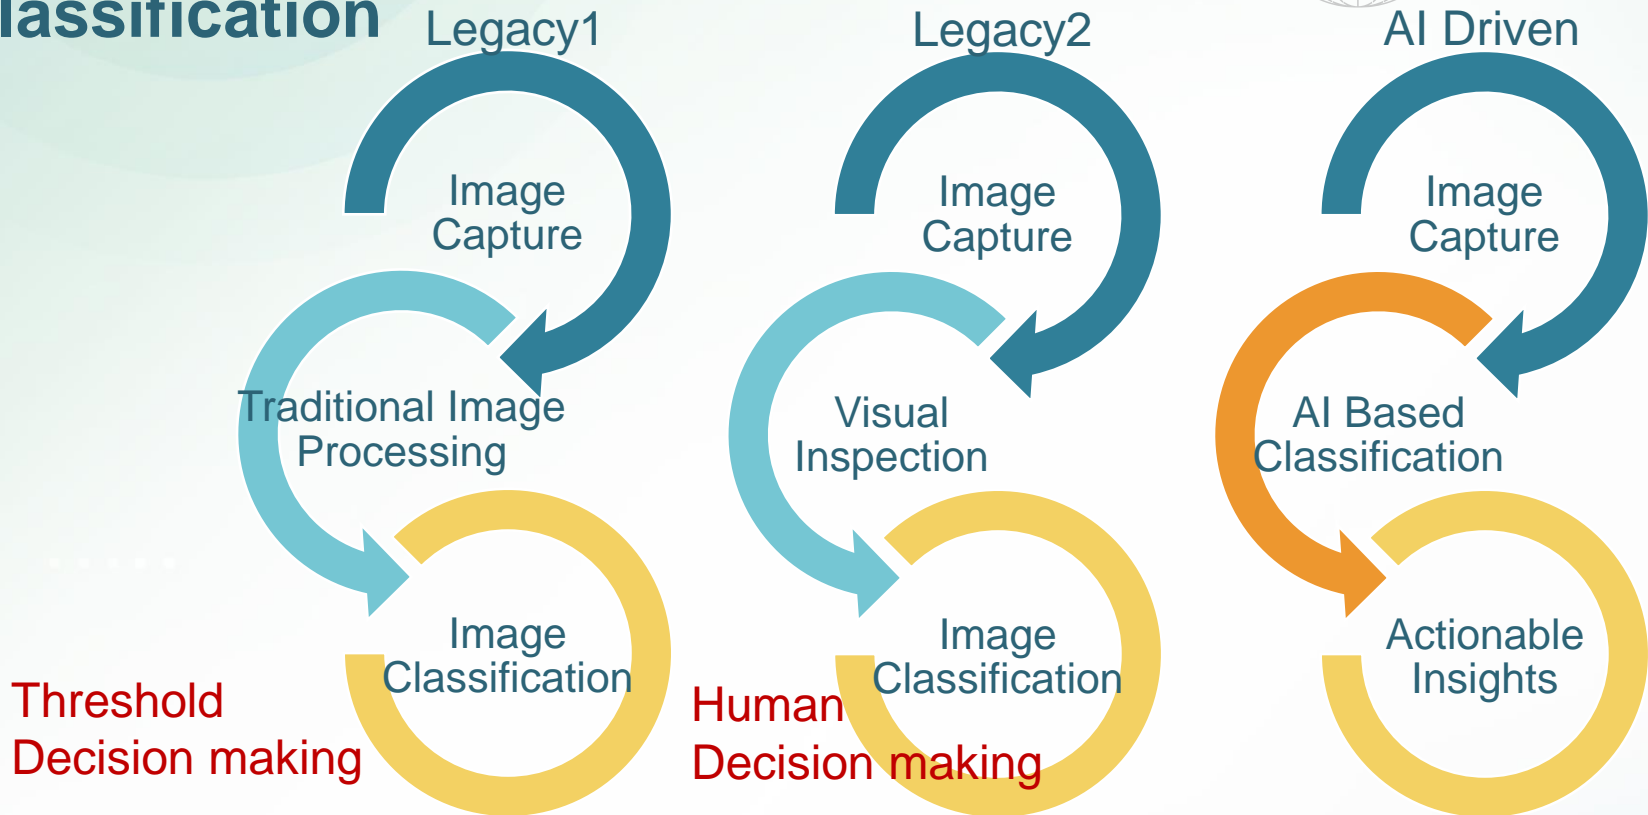 lassification
Legacy1
Image
Capture
Traditional Image
Processing
Image
Classification
Threshold
Decision making
Legacy2
Image
Capture
Visual
Inspection
Image
Classification
Human
Decision making
AI Driven
Image
Capture
AI Based
Classification
Actionable
Insights